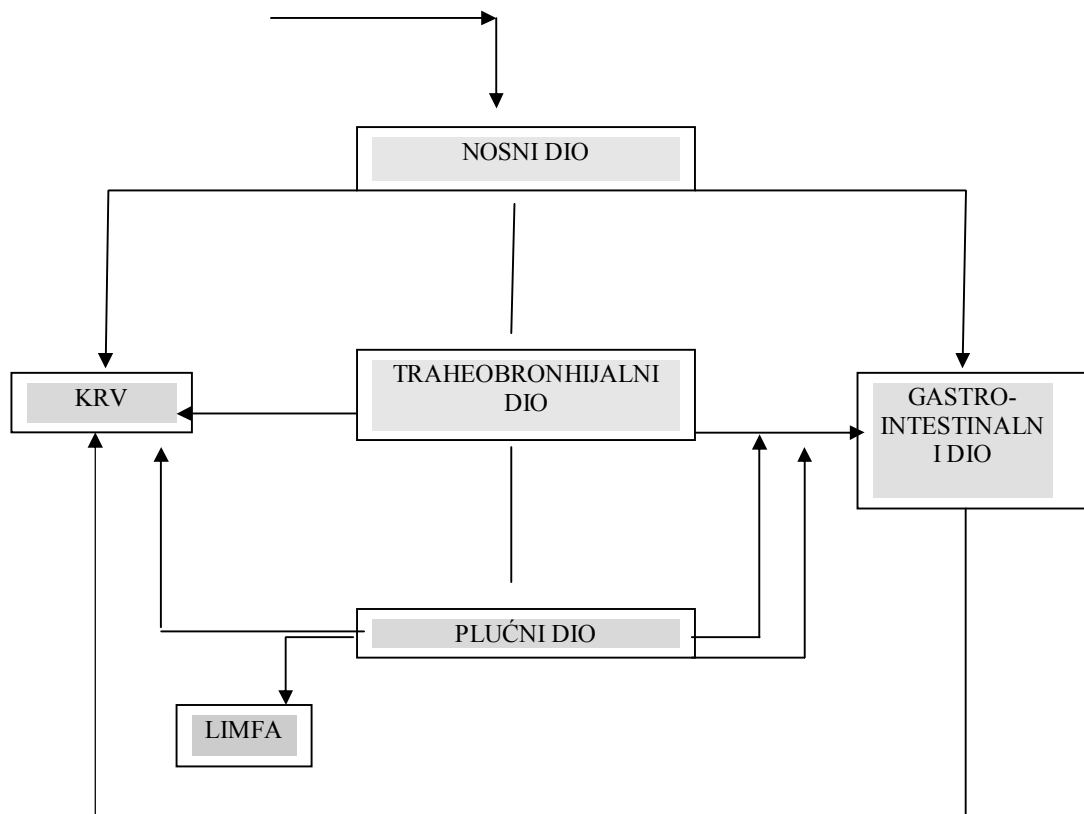 NOSNI DIO
TRAHEOBRONHIJALNI
DIO
KRV
GASTRO-
INTESTINALN
I DIO
PLUĆNI DIO
LIMFA